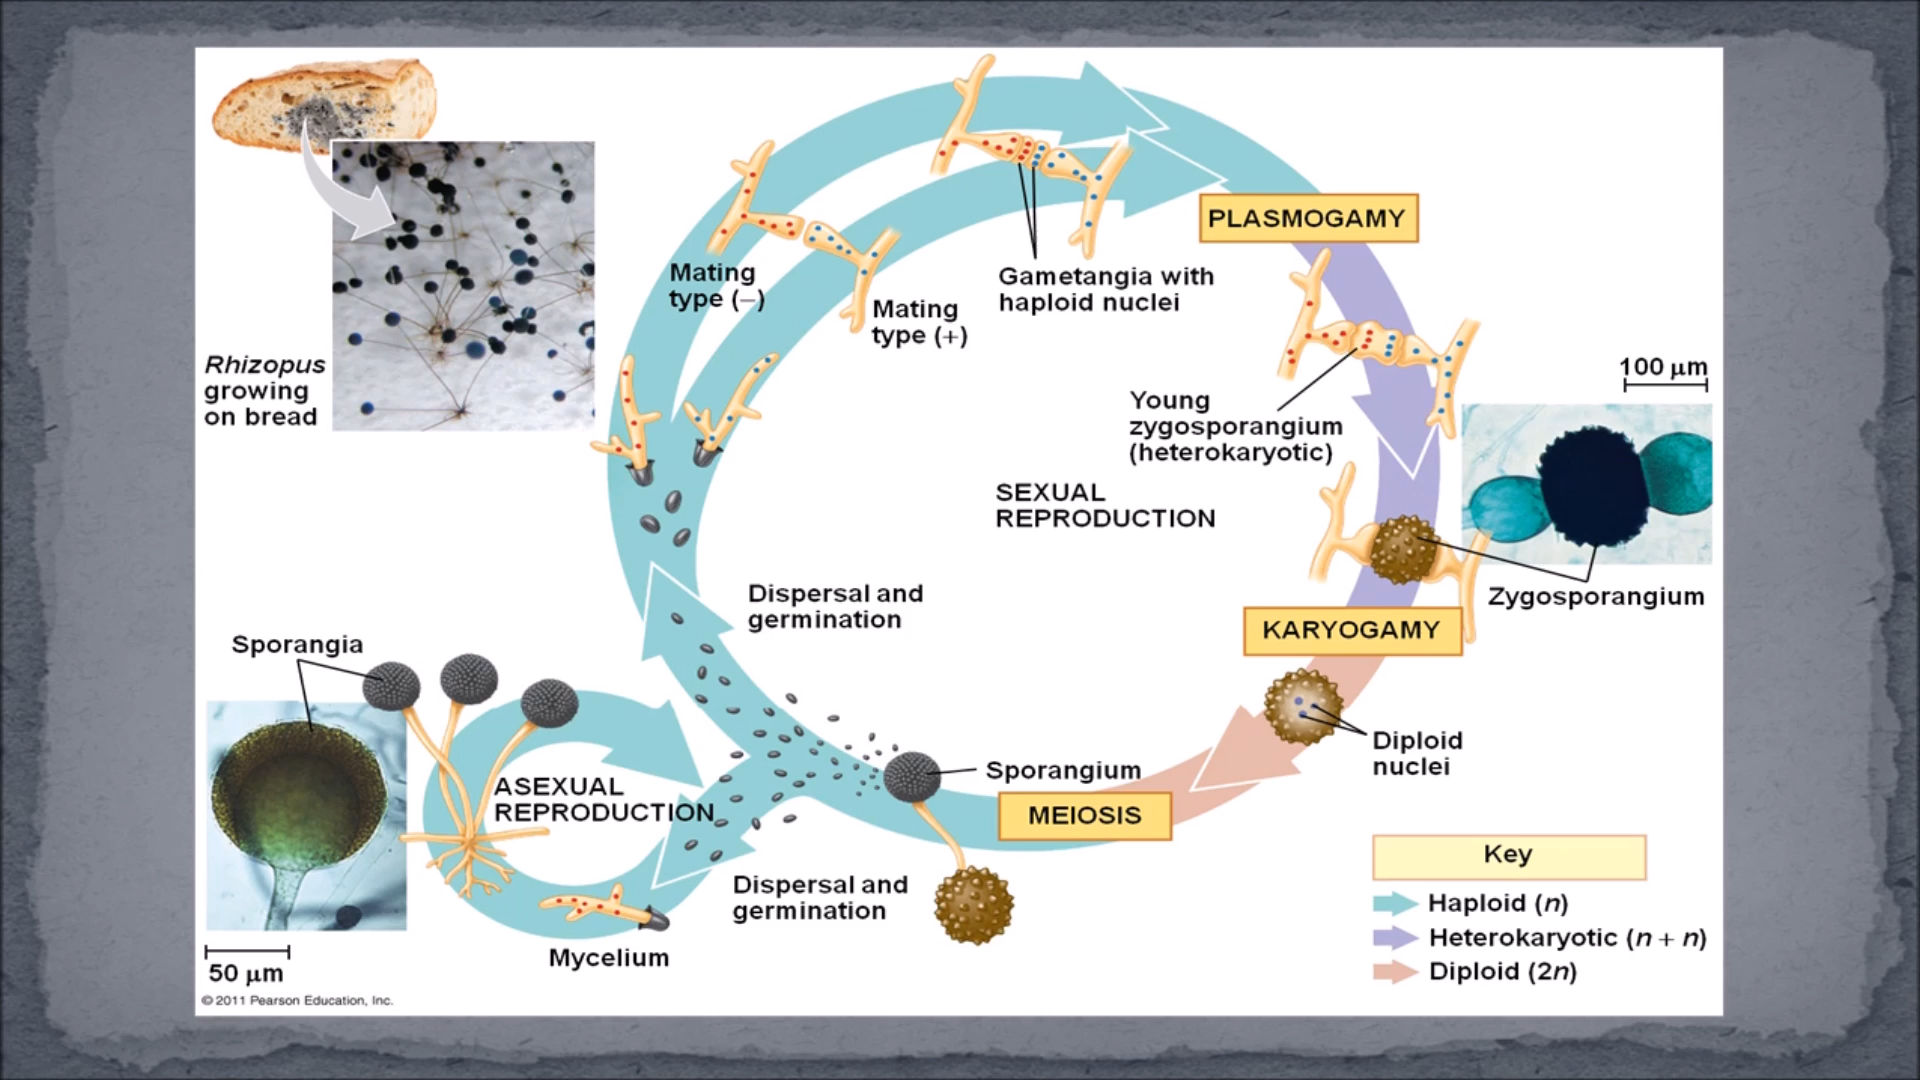 PLASMOGAMY
Mating
type (–)
Gametangia with
haploid nuclei
Mating
type (+)
Rhizopus
growing
on bread
100 μm
Young
zygosporangium
(heterokaryotic)
SEXUAL
REPRODUCTION
Dispersal and
germination
Zygosporangium
KARYOGAMY
Sporangia
Diploid
nuclei
Sporangium
ASEXUAL
REPRODUCTION
MEIOSIS
Key
Dispersal and
germination
Haploid (n)
Heterokaryotic (n + n)
Diploid (2n)
Mycelium
50 μm
© 2011 Pearson Education, Inc.